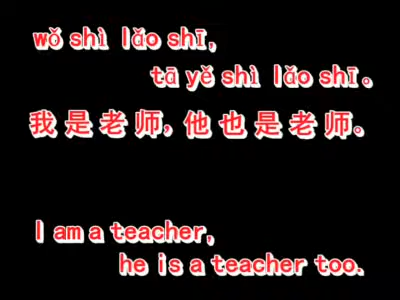 wǒ shì lǎo shī,
tā yě shì lǎo shī。
我是老师,他也是老师。
I am a teacher,
he is a teacher too.